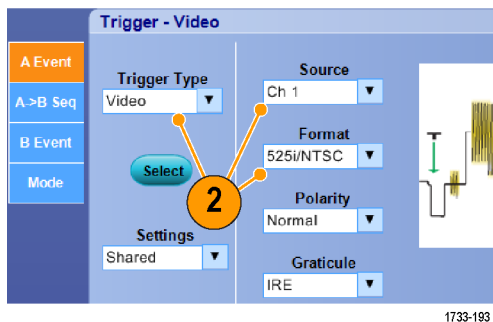 Trigger - Video
A Event
A->B Seq
B Event
Mode
Trigger Type
Video
Select
Settings
Shared
2
Source
Ch 1
Format
525i/NTSC
Polarity
Normal
Graticule
IRE
T
1733-193